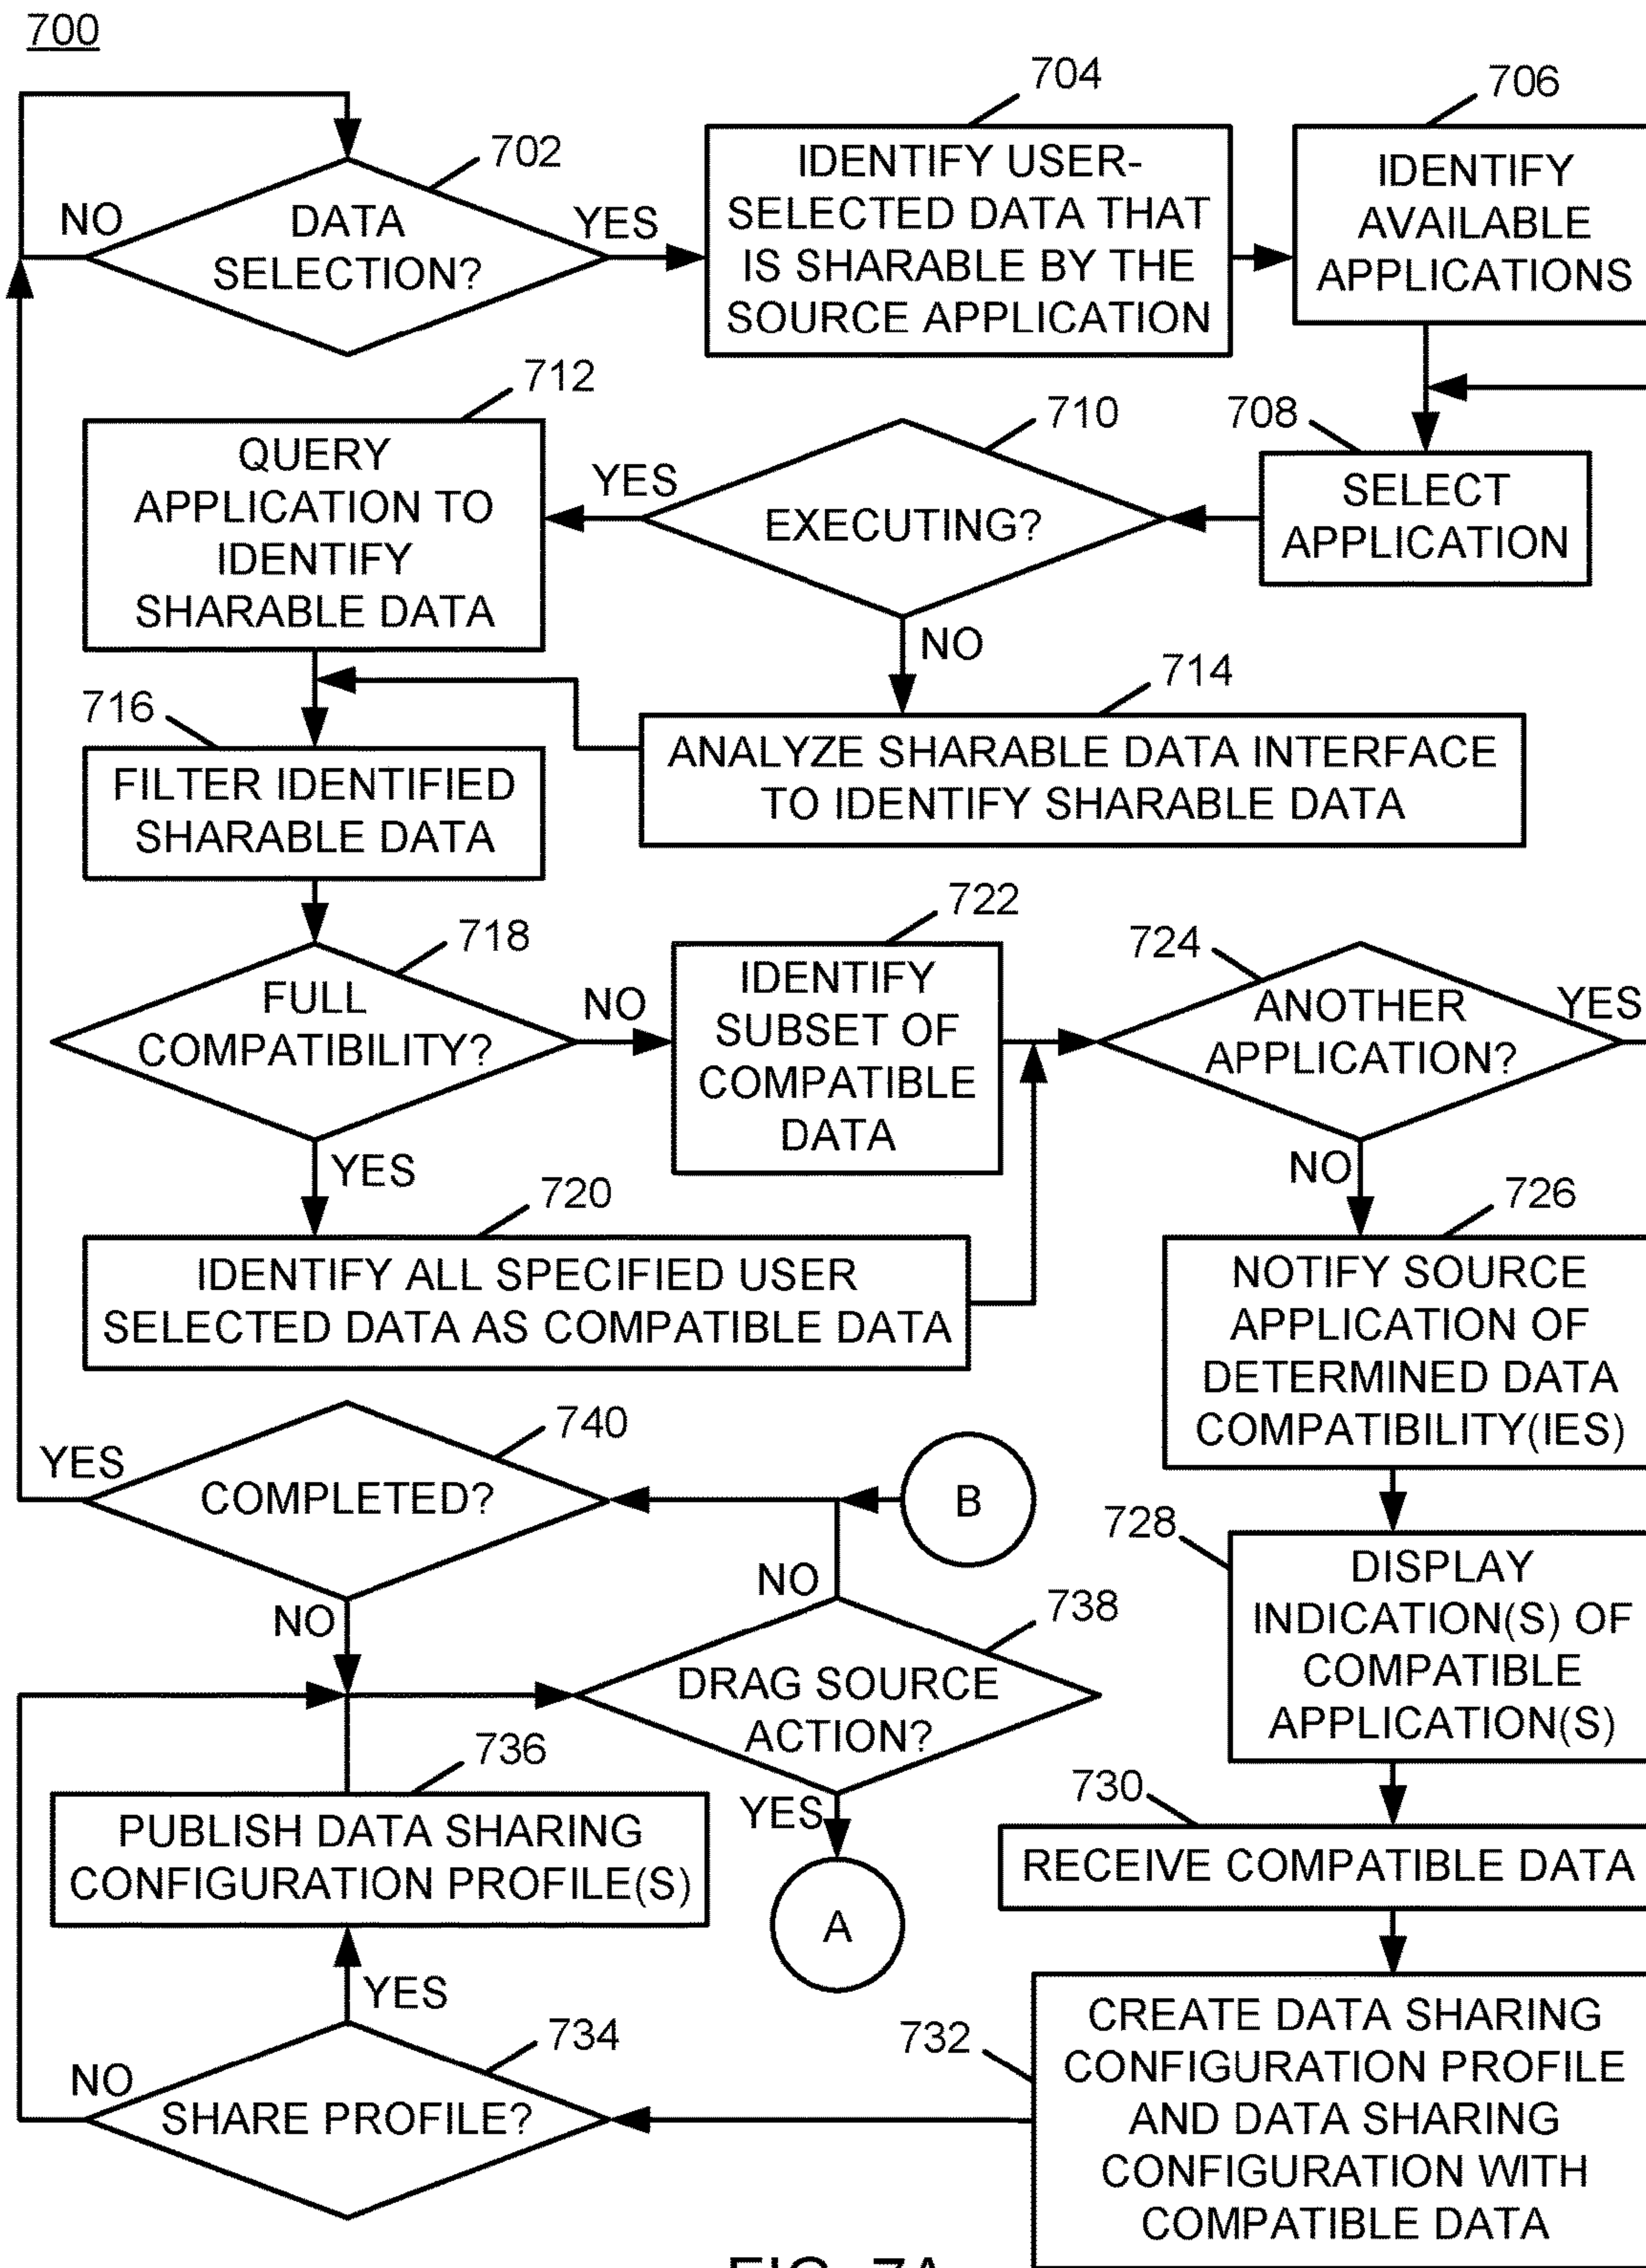 700
702
DATA
SELECTION?
NO
YES
704
IDENTIFY USER-
SELECTED DATA THAT
IS SHARABLE BY THE
SOURCE APPLICATION
706
IDENTIFY
AVAILABLE
APPLICATIONS
708
SELECT
APPLICATION
710
EXECUTING?
YES
NO
712
QUERY
APPLICATION TO
IDENTIFY
SHARABLE DATA
714
ANALYZE SHARABLE DATA INTERFACE
TO IDENTIFY SHARABLE DATA
716
FILTER IDENTIFIED
SHARABLE DATA
718
FULL
COMPATIBILITY?
NO
YES
722
IDENTIFY
SUBSET OF
COMPATIBLE
DATA
720
IDENTIFY ALL SPECIFIED USER
SELECTED DATA AS COMPATIBLE DATA
724
ANOTHER
APPLICATION?
YES
NO
726
NOTIFY SOURCE
APPLICATION OF
DETERMINED DATA
COMPATIBILITY(IES)
728
DISPLAY
INDICATION(S) OF
COMPATIBLE
APPLICATION(S)
730
RECEIVE COMPATIBLE DATA
732
CREATE DATA SHARING
CONFIGURATION PROFILE
AND DATA SHARING
CONFIGURATION WITH
COMPATIBLE DATA
734
SHARE PROFILE?
NO
YES
736
PUBLISH DATA SHARING
CONFIGURATION PROFILE(S)
738
DRAG SOURCE
ACTION?
NO
YES
A
B
740
COMPLETED?
YES
NO
FIG. 7A